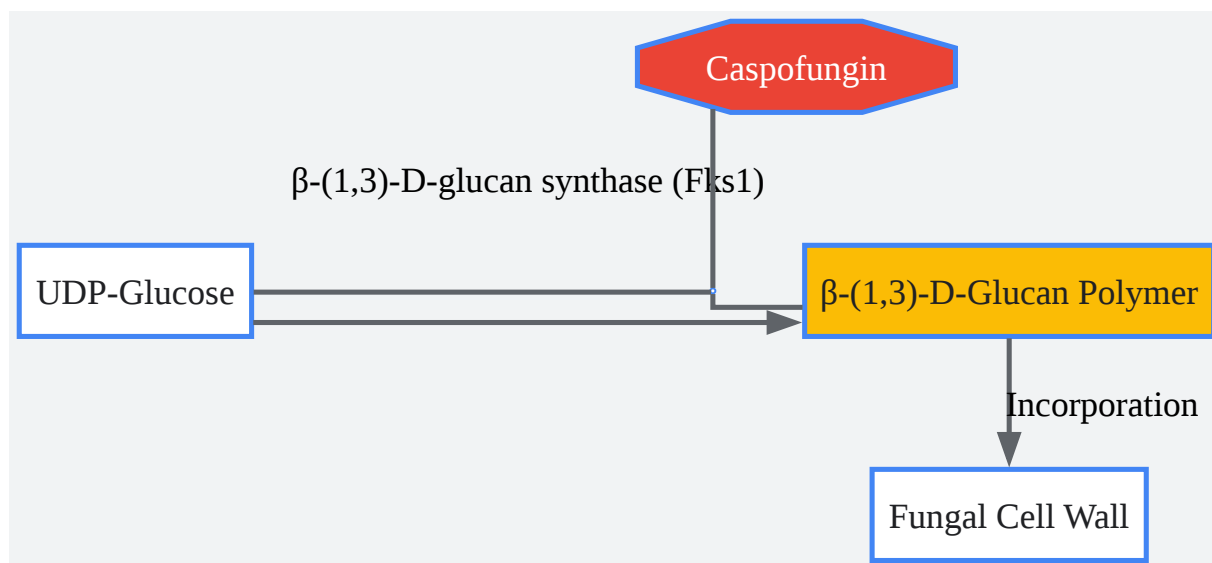 Caspofungin
β-(1,3)-D-glucan synthase (Fks1)
UDP-Glucose
β-(1,3)-D-Glucan Polymer
Incorporation
Fungal Cell Wall